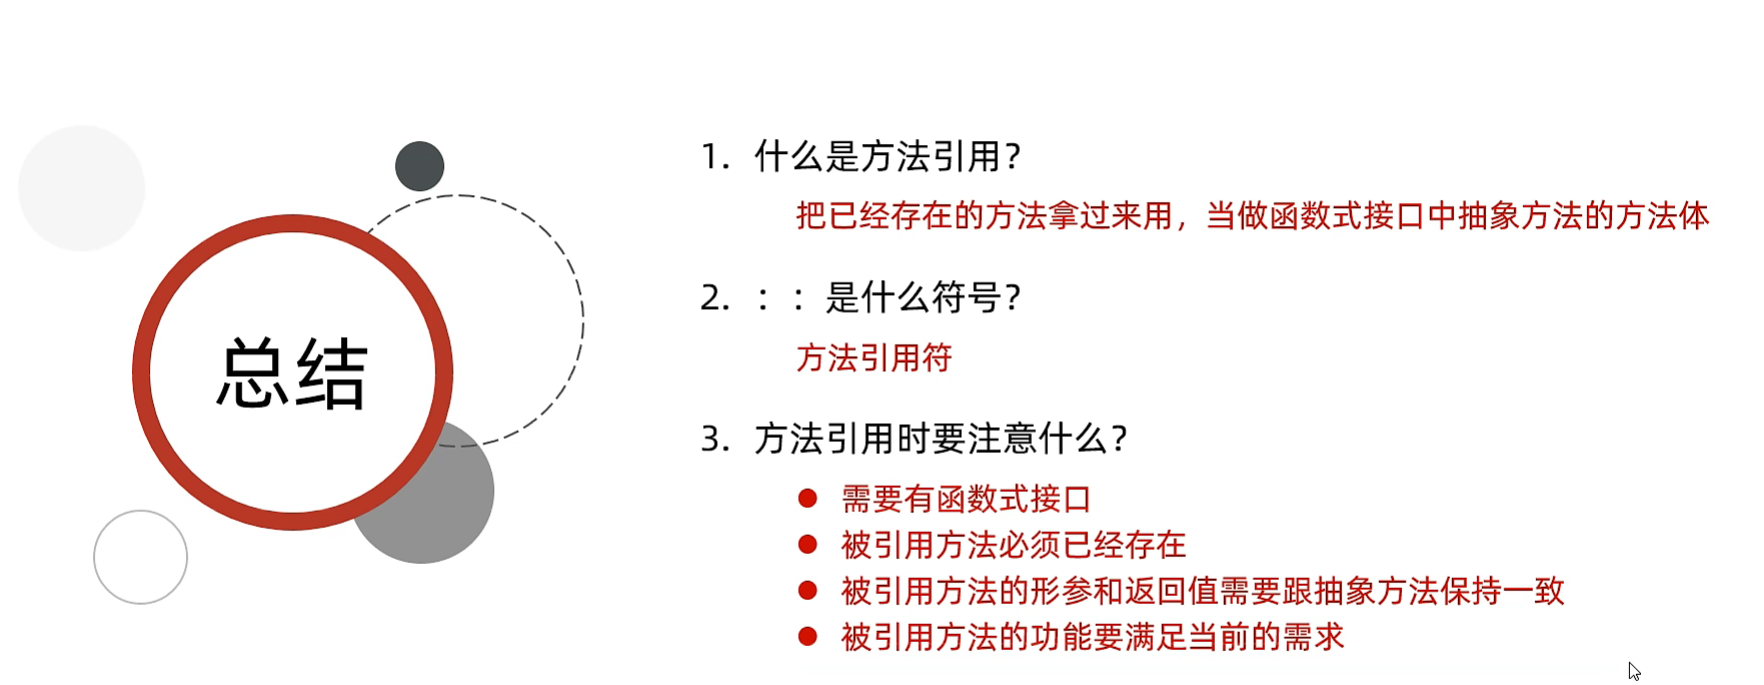 总结
1. 什么是方法引用？
把已经存在的方法拿过来用，当做函数式接口中抽象方法的方法体
2. ：：是什么符号？
方法引用符
3. 方法引用时要注意什么？
● 需要有函数式接口
● 被引用方法必须已经存在
● 被引用方法的形参和返回值需要跟抽象方法保持一致
● 被引用方法的功能要满足当前的需求